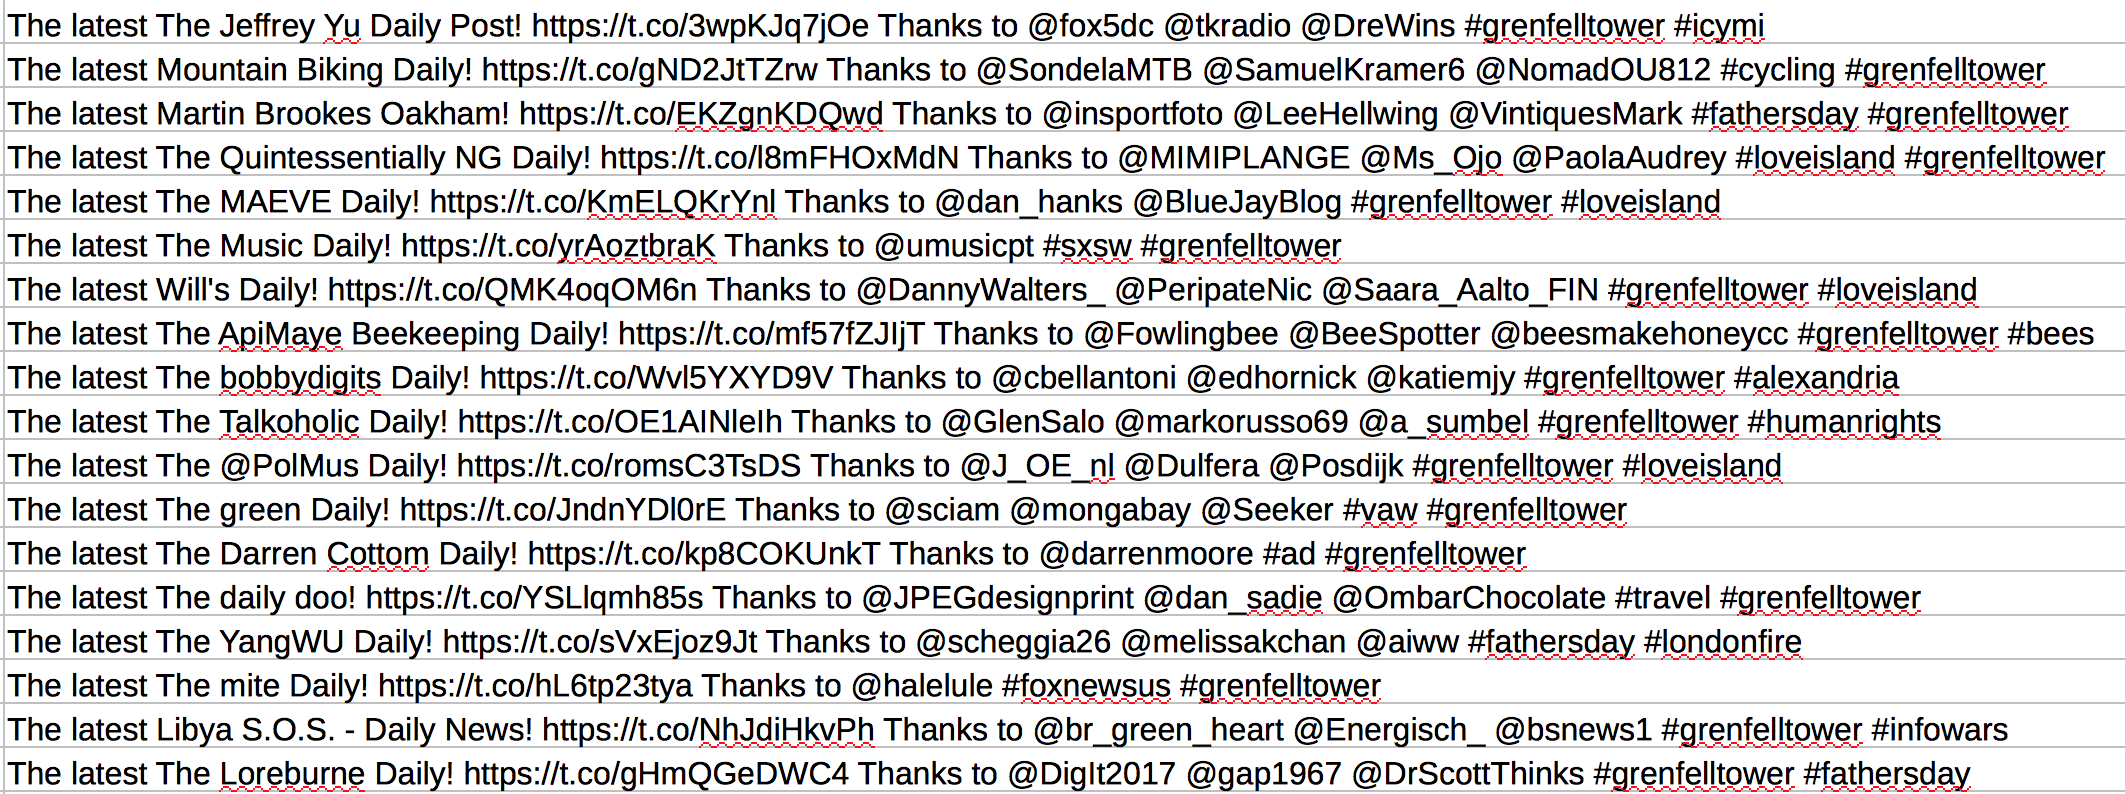 The latest The Jeffrey Yu Daily Post! https://t.co/3wpKJq7jOe Thanks to @fox5dc @tkradio @DreWins #grenfelltower #icymi
The latest Mountain Biking Daily! https://t.co/gND2JtTZrw Thanks to @SondelaMTB @SamuelKramer6 @NomadOU812 #cycling #grenfelltower
The latest Martin Brookes Oakham! https://t.co/EKZgnKDQwd Thanks to @insportfoto @LeeHellwing @VintiquesMark #fathersday #grenfelltower
The latest The Quintessentially NG Daily! https://t.co/l8mFHOxMdN Thanks to @MIMIPLANGE @Ms_Ojo @PaolaAudrey #loveisland #grenfelltower
The latest The MAEVE Daily! https://t.co/KmELQKrYnl Thanks to @dan_hanks @BlueJayBlog #grenfelltower #loveisland
The latest The Music Daily! https://t.co/yrAoztbraK Thanks to @umusicpt #sxsw #grenfelltower
The latest Will's Daily! https://t.co/QMK4oqOM6n Thanks to @DannyWalters_ @PeripateNic @Saara_Aalto_FIN #grenfelltower #loveisland
The latest The ApiMaye Beekeeping Daily! https://t.co/mf57fZJIjT Thanks to @Fowlingbee @BeeSpotter @beesmakehoneycc #grenfelltower #bees
The latest The bobbydigits Daily! https://t.co/Wvl5YXYD9V Thanks to @cbellantoni @edhornick @katiemjy #grenfelltower #alexandria
The latest The Talkoholic Daily! https://t.co/OE1AINleIh Thanks to @GlenSalo @markorusso69 @a_sumbel #grenfelltower #humanrights
The latest The @PolMus Daily! https://t.co/romsC3TsDS Thanks to @J_OE_nl @Dulfera @Posdijk #grenfelltower #loveisland
The latest The green Daily! https://t.co/JndnYDl0rE Thanks to @sciam @mongabay @Seeker #vaw #grenfelltower
The latest The Darren Cottom Daily! https://t.co/kp8COKUnkT Thanks to @darrenmoore #ad #grenfelltower
The latest The daily doo! https://t.co/YSLlqmh85s Thanks to @JPEGdesignprint @dan_sadie @OmbarChocolate #travel #grenfelltower
The latest The YangWU Daily! https://t.co/sVxEjoz9Jt Thanks to @scheggia26 @melissakchan @aiww #fathersday #londonfire
The latest The mite Daily! https://t.co/hL6tp23tya Thanks to @halelule #foxnewsus #grenfelltower
The latest Libya S.O.S. - Daily News! https://t.co/NhJdiHkvPh Thanks to @br_green_heart @Energisch_ @bsnews1 #grenfelltower #infowars
The latest The Loreburne Daily! https://t.co/gHmQGeDWC4 Thanks to @DigIt2017 @gap1967 @DrScottThinks #grenfelltower #fathersday